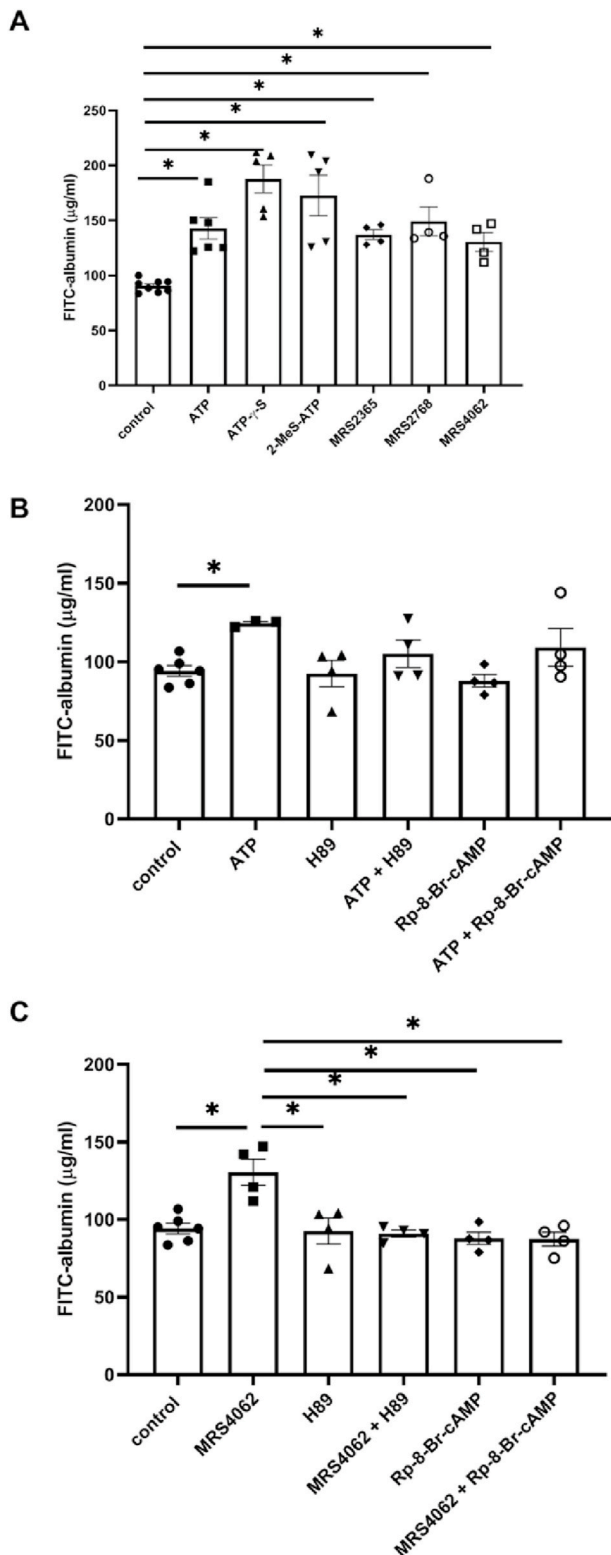 A
*
*
*
*
*
*
250
200
150
100
50
0
FITC-albumin (μg/ml)
control
ATP
ATP-γ-S
2-MeS-ATP
MRS2365
MRS2768
MRS4062
B
200
150
100
50
0
FITC-albumin (μg/ml)
*
control
ATP
H89
ATP + H89
Rp-8-Br-cAMP
ATP + Rp-8-Br-cAMP
C
*
*
*
*
*
200
150
100
50
0
FITC-albumin (μg/ml)
control
MRS4062
H89
MRS4062 + H89
Rp-8-Br-cAMP
MRS4062 + Rp-8-Br-cAMP